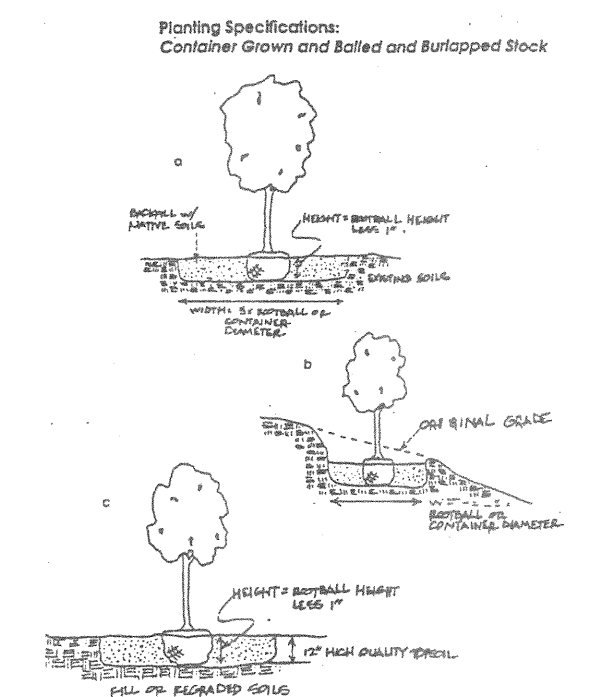 Planting Specifications:
Container Grown and Balled and Burlapped Stock
a
BACKFILL W/
NATIVE SOILS
HEIGHT = ROOTBALL HEIGHT
LESS 1".
EXISTING SOILS
WIDTH: 3x ROOTBALL OR
CONTAINER
DIAMETER
b
ORIGINAL GRADE
ROOTBALL OR
CONTAINER DIAMETER
c
HEIGHT = ROOTBALL HEIGHT
LESS 1"
12" HIGH QUALITY TOPSOIL
FILL OR REGRADED SOILS